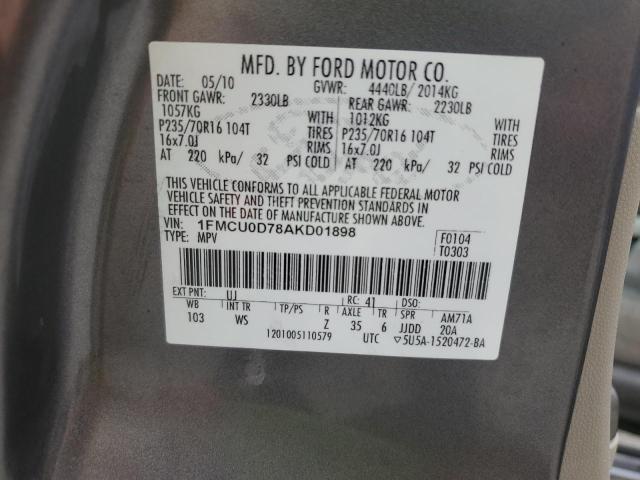 MFD. BY FORD MOTOR CO.
DATE: 05/10 GVWR: 4440LB/ 2014KG
FRONT GAWR: 2330LB REAR GAWR: 2230LB
1057KG WITH 1012KG WITH
P235/70R16 104T TIRES P235/70R16 104T TIRES
16x7.0J RIMS 16x7.0J RIMS
AT 220 kPa/ 32 PSI COLD AT 220 kPa/ 32 PSI COLD
THIS VEHICLE CONFORMS TO ALL APPLICABLE FEDERAL MOTOR
VEHICLE SAFETY AND THEFT PREVENTION STANDARDS IN
EFFECT ON THE DATE OF MANUFACTURE SHOWN ABOVE.
VIN: 1FMCU0D78AKD01898 F0104
TYPE: MPV T0303
EXT PNT: UJ RC: 41 DSO:
WB INT TR TP/PS R AXLE TR SPR AM71A
103 WS Z 35 6 JJDD 20A
1201005110579 UTC ▽5U5A-1520472-BA